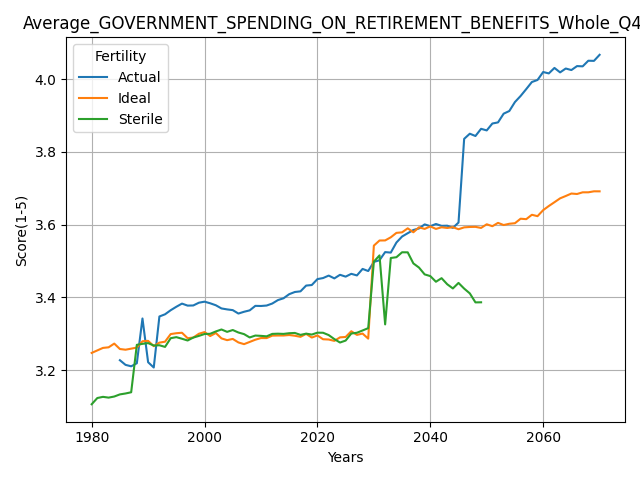 Average_GOVERNMENT_SPENDING_ON_RETIREMENT_BENEFITS_Whole_Q4
Fertility
Actual
Ideal
Sterile
Score(1-5)
4.0
3.8
3.6
3.4
3.2
1980 2000 2020 2040 2060
Years